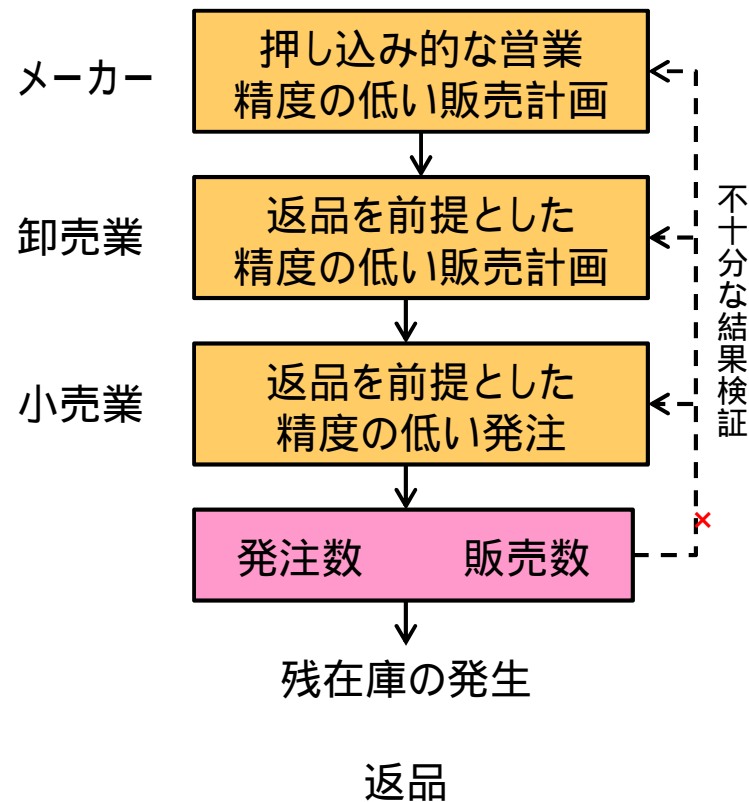 メーカー
押し込み的な営業
精度の低い販売計画
卸売業
返品を前提とした
精度の低い販売計画
小売業
返品を前提とした
精度の低い発注
発注数 販売数
残在庫の発生
返品
不十分な結果検証
×